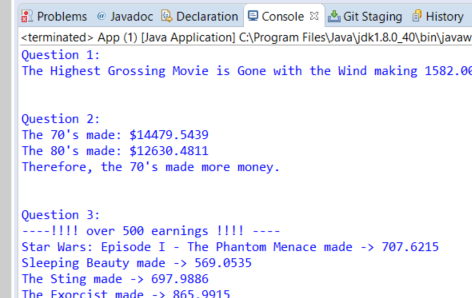 Problems Javadoc Declaration Console Git Staging History
<terminated> App (1) [Java Application] C:\Program Files\Java\jdk1.8.0_40\bin\javaw
Question 1:
The Highest Grossing Movie is Gone with the Wind making 1582.00
Question 2:
The 70's made: $14479.5439
The 80's made: $12630.4811
Therefore, the 70's made more money.
Question 3:
----!!!! over 500 earnings !!!! ----
Star Wars: Episode I - The Phantom Menace made -> 707.6215
Sleeping Beauty made -> 569.0535
The Sting made -> 697.9886
The Exorcist made -> 865.9915